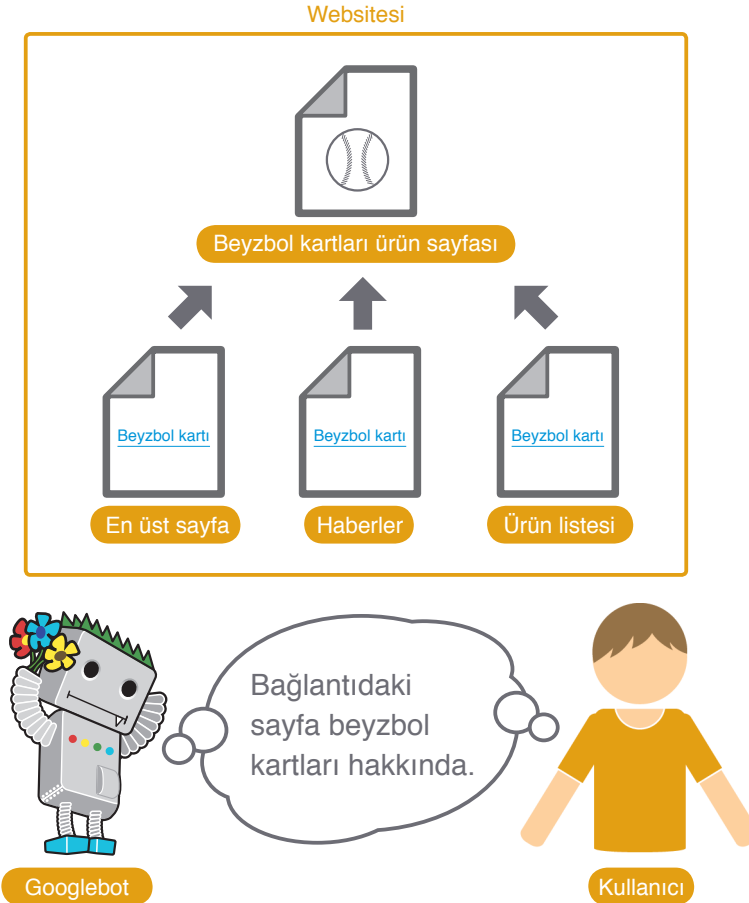 Websitesi
Beyzbol kartları ürün sayfası
Beyzbol kartı
Beyzbol kartı
Beyzbol kartı
En üst sayfa
Haberler
Ürün listesi
Bağlantıdaki
sayfa beyzbol
kartları hakkında.
Googlebot
Kullanıcı